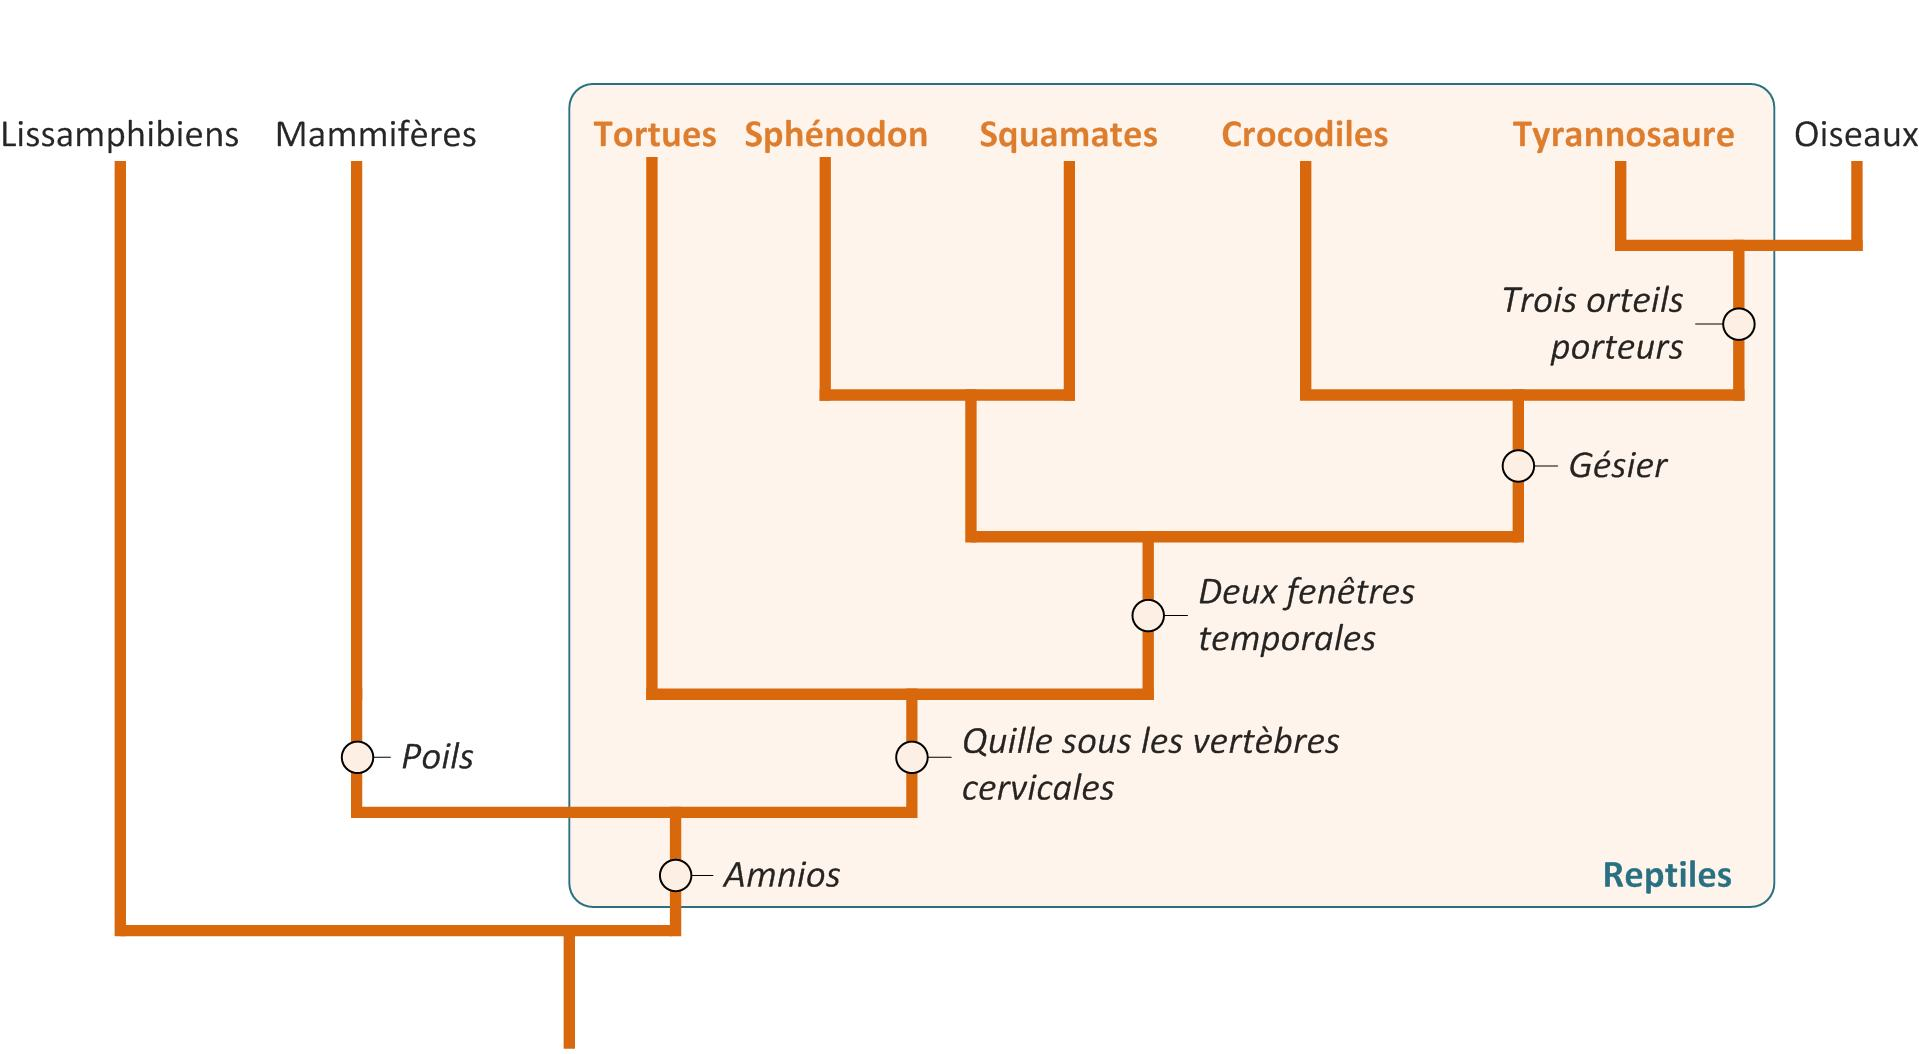 Lissamphibiens
Mammifères
Tortues
Sphénodon
Squamates
Crocodiles
Tyrannosaure
Oiseaux
Trois orteils
porteurs
Gésier
Deux fenêtres
temporales
Quille sous les vertèbres
cervicales
Poils
Amnios
Reptiles